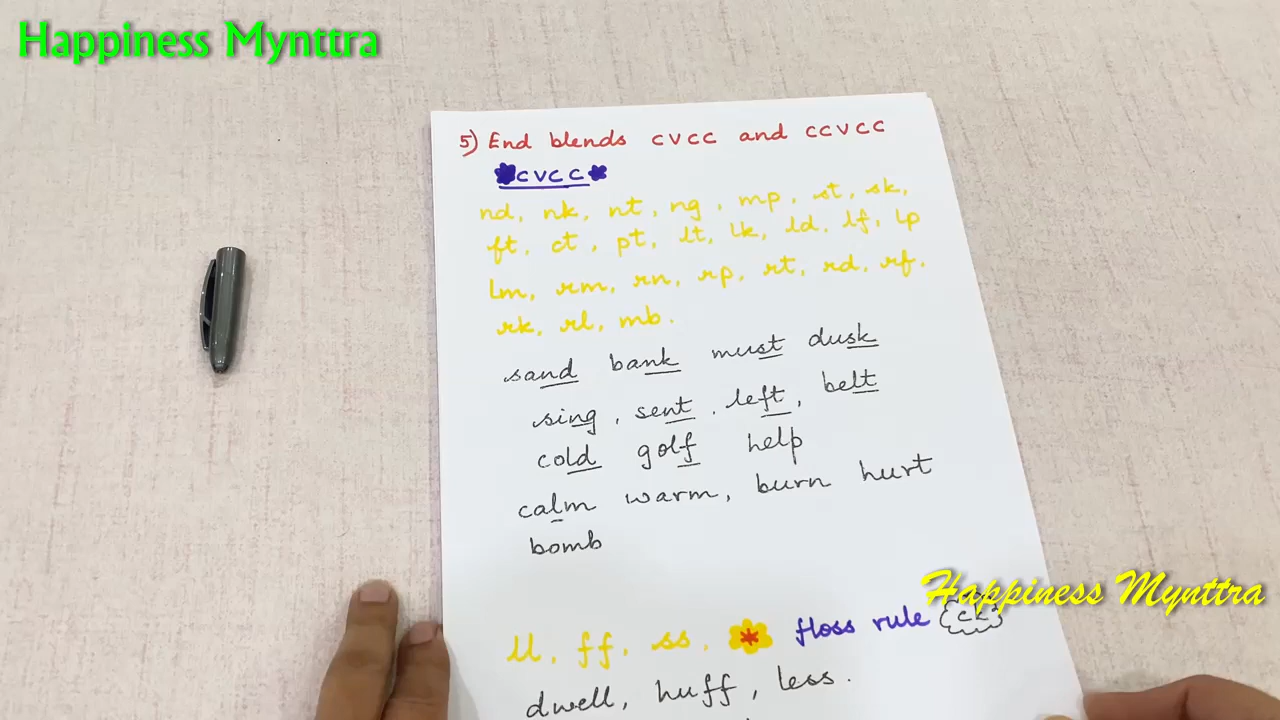 Happiness Mynttra
5) End blends cvcc and ccvcc
cvcc
nd, nk, nt, ng, mp, st, sk,
ft, ct, pt, lt, lk, ld, lf, lp
lm, rm, rn, rp, rt, rd, rf.
rk, rl, mb.
sand bank must dusk
sing, sent. left, belt
cold golf help
calm warm, burn hurt
bomb
Happiness Mynttra
ll, ff, ss, floss rule ck
dwell, huff, less.